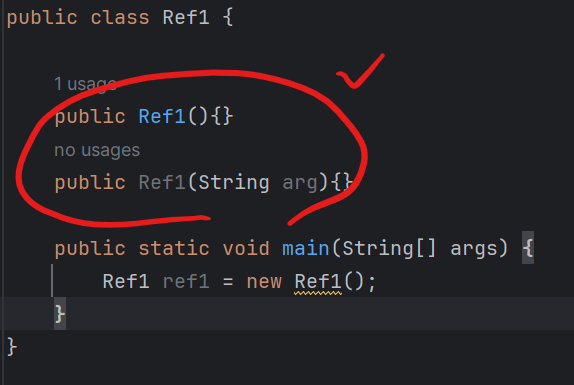 public class Ref1 {
1 usage
public Ref1(){}
no usages
public Ref1(String arg){}
public static void main(String[] args) {
Ref1 ref1 = new Ref1();
}
}